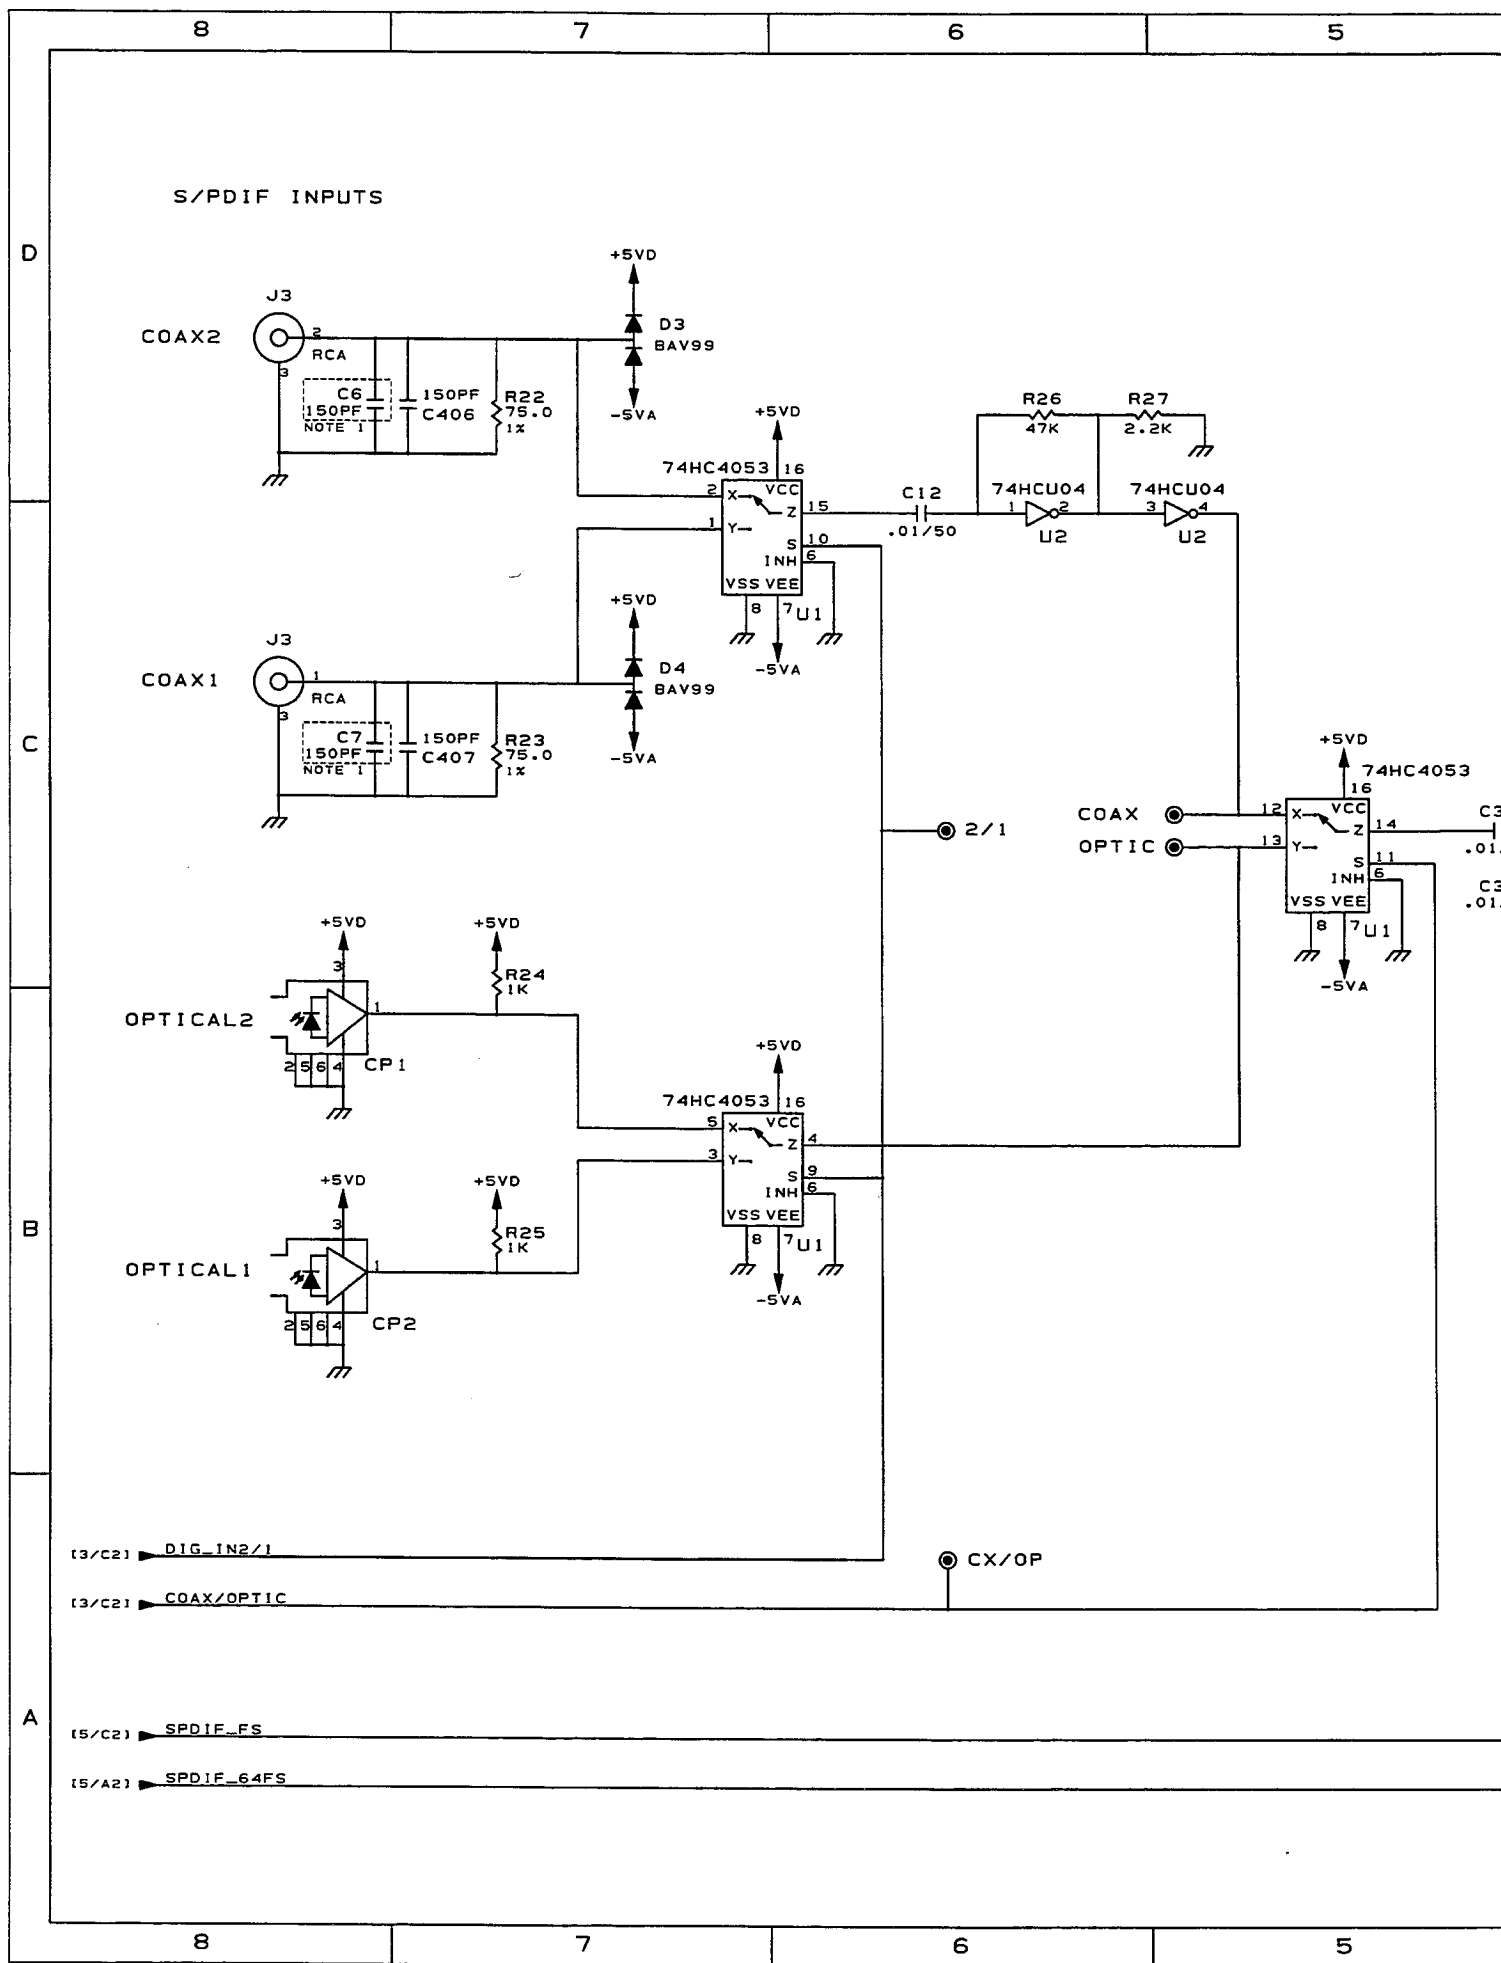 8 7 6 5
S/PDIF INPUTS
D
+5VD
J3
COAX2
2
RCA
3
D3
BAV99
C6
150PF
NOTE 1
150PF
C406
R22
75.0
1%
-5VA
+5VD
R26
47K
R27
2.2K
74HC4053 16
2 X VCC
Z 15
1 Y
S 10
INH 6
VSS VEE
8 7 U1
-5VA
C12
.01/50
74HCU04
1 2
U2
74HCU04
3 4
U2
+5VD
J3
COAX1
1
RCA
3
D4
BAV99
C
C7
150PF
NOTE 1
150PF
C407
R23
75.0
1%
-5VA
2/1
COAX
OPTIC
+5VD
74HC4053
16
12 X VCC
Z 14
13 Y
S 11
INH 6
VSS VEE
8 7 U1
-5VA
C3
.01
C3
.01
+5VD
3
+5VD
R24
1K
OPTICAL2
1
2 5 6 4 CP1
+5VD
74HC4053 16
5 X VCC
Z 4
3 Y
S 9
INH 6
VSS VEE
8 7 U1
-5VA
B
+5VD
3
+5VD
R25
1K
OPTICAL1
1
2 5 6 4 CP2
[3/C2] DIG_IN2/1
CX/OP
[3/C2] COAX/OPTIC
A
[5/C2] SPDIF_FS
[5/A2] SPDIF_64FS
8 7 6 5